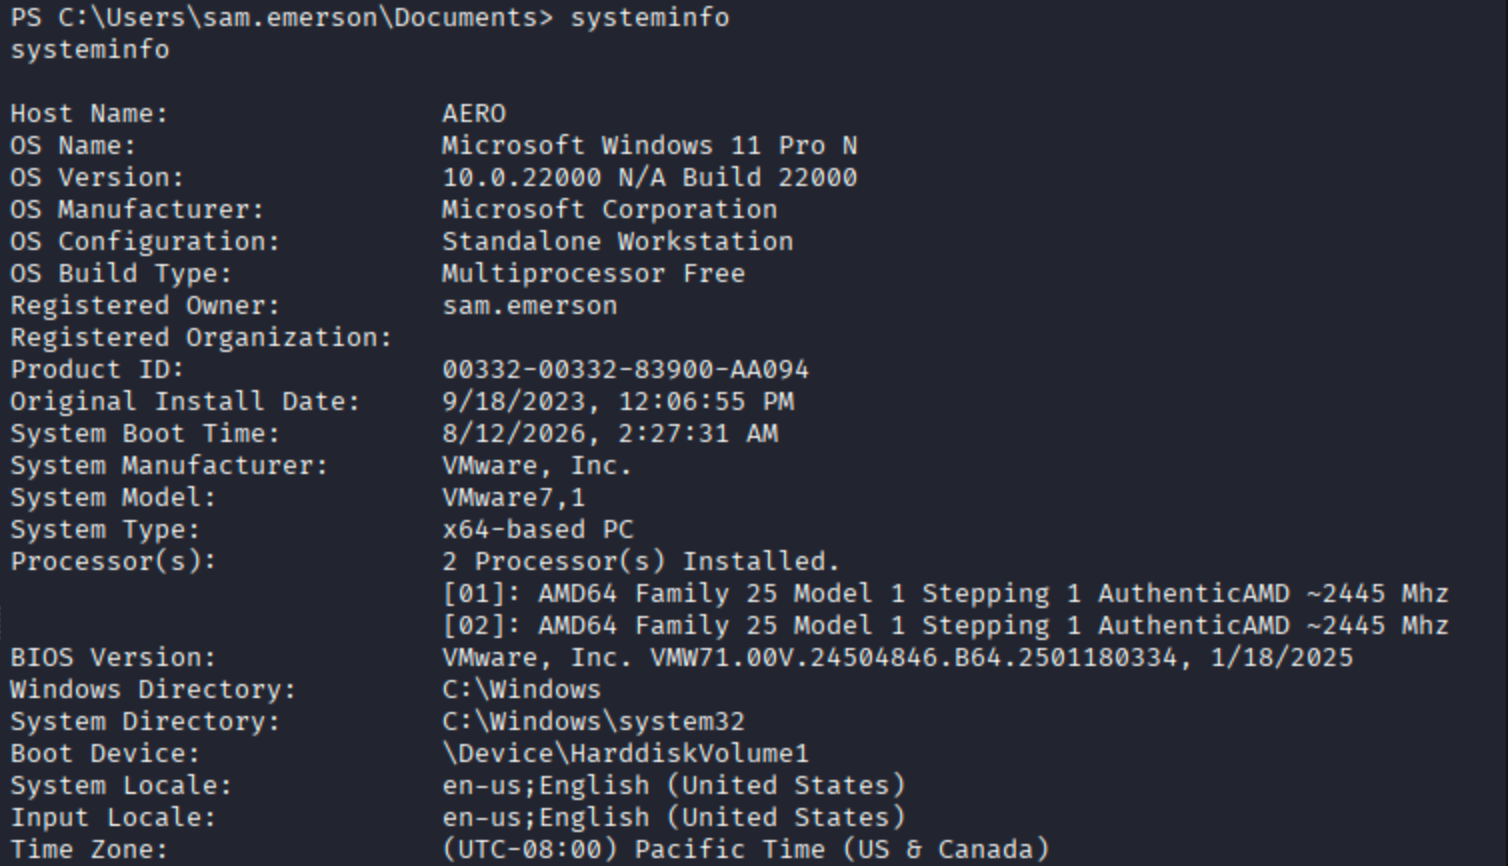 PS C:\Users\sam.emerson\Documents> systeminfo
systeminfo
Host Name: AERO
OS Name: Microsoft Windows 11 Pro N
OS Version: 10.0.22000 N/A Build 22000
OS Manufacturer: Microsoft Corporation
OS Configuration: Standalone Workstation
OS Build Type: Multiprocessor Free
Registered Owner: sam.emerson
Registered Organization:
Product ID: 00332-00332-83900-AA094
Original Install Date: 9/18/2023, 12:06:55 PM
System Boot Time: 8/12/2026, 2:27:31 AM
System Manufacturer: VMware, Inc.
System Model: VMware7,1
System Type: x64-based PC
Processor(s): 2 Processor(s) Installed.
[01]: AMD64 Family 25 Model 1 Stepping 1 AuthenticAMD ~2445 Mhz
[02]: AMD64 Family 25 Model 1 Stepping 1 AuthenticAMD ~2445 Mhz
BIOS Version: VMware, Inc. VMW71.00V.24504846.B64.2501180334, 1/18/2025
Windows Directory: C:\Windows
System Directory: C:\Windows\system32
Boot Device: \Device\HarddiskVolume1
System Locale: en-us;English (United States)
Input Locale: en-us;English (United States)
Time Zone: (UTC-08:00) Pacific Time (US & Canada)